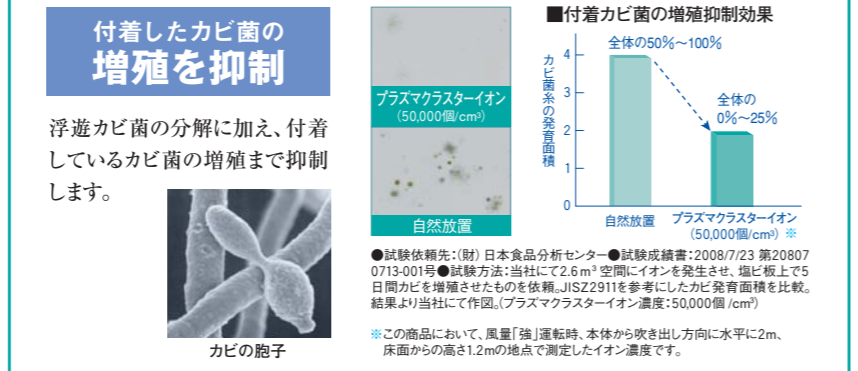 付着したカビ菌の
増殖を抑制
浮遊カビ菌の分解に加え、付着
しているカビ菌の増殖まで抑制
します。
カビの胞子
プラズマクラスターイオン
(50,000個/cm³)
自然放置
■付着カビ菌の増殖抑制効果
カビ菌糸の発育面積
4
3
2
1
0
全体の50%〜100%
全体の
0%〜25%
自然放置
プラズマクラスターイオン
(50,000個/cm³) ※
●試験依頼先:(財)日本食品分析センター●試験成績書:2008/7/23 第20807
0713-001号●試験方法:当社にて2.6m³空間にイオンを発生させ、塩ビ板上で5
日間カビを増殖させたものを依頼。JISZ2911を参考にしたカビ発育面積を比較。
結果より当社にて作図。(プラズマクラスターイオン濃度:50,000個/cm³)
※この商品において、風量「強」運転時、本体から吹き出し方向に水平に2m、
床面からの高さ1.2mの地点で測定したイオン濃度です。